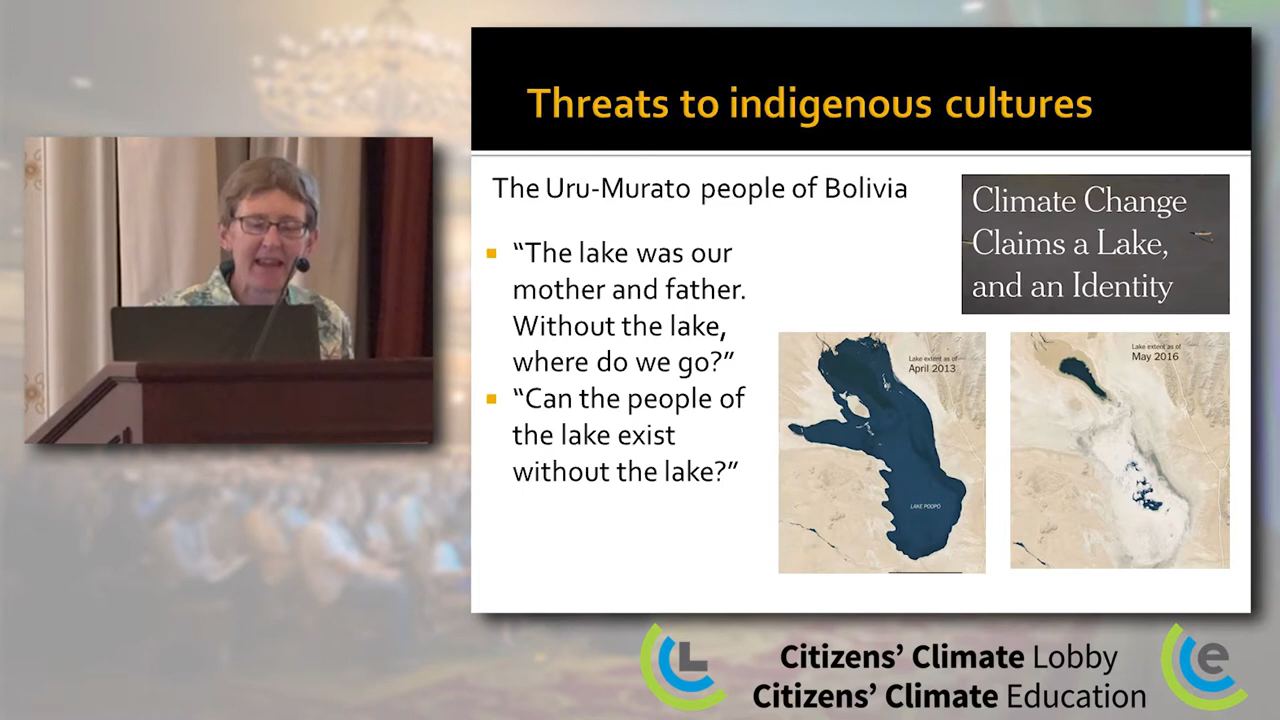 Threats to indigenous cultures
The Uru-Murato people of Bolivia
"The lake was our
mother and father.
Without the lake,
where do we go?"
"Can the people of
the lake exist
without the lake?"
Climate Change
Claims a Lake,
and an Identity
Lake extent as of
April 2013
LAKE POOPO
Lake extent as of
May 2016
L
Citizens' Climate Lobby
Citizens' Climate Education
e